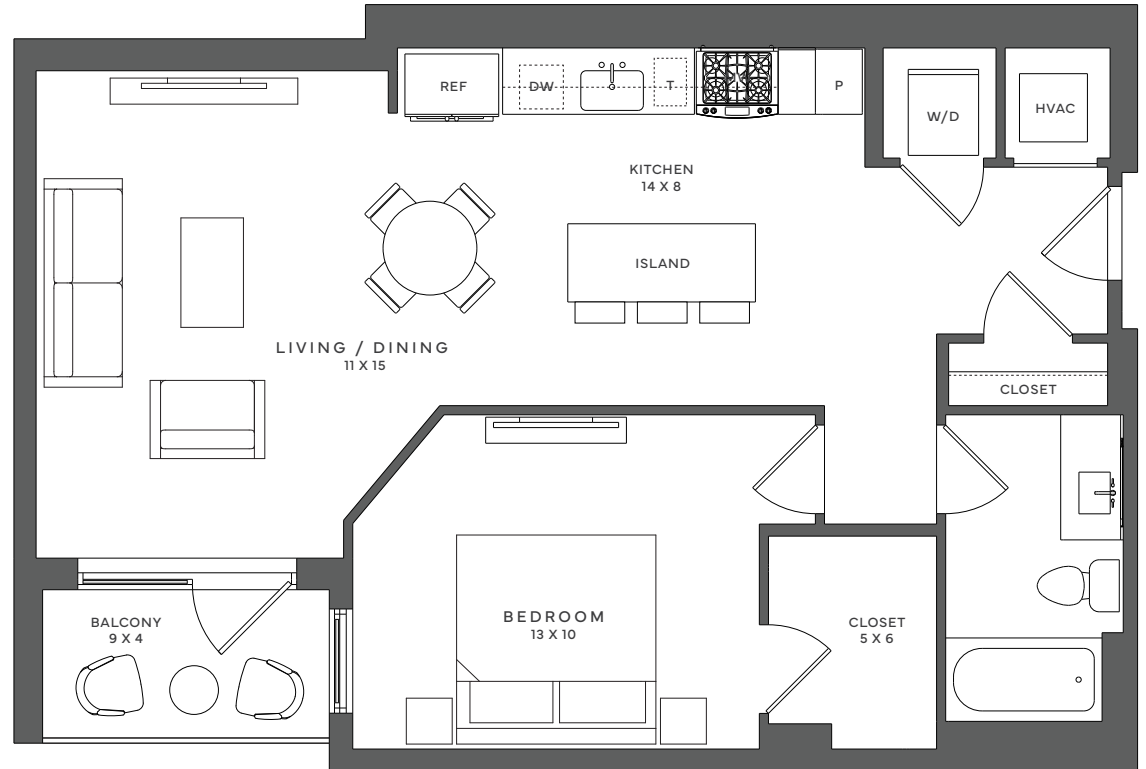 REF
DW
T
P
W/D
HVAC
KITCHEN
14 X 8
ISLAND
LIVING / DINING
11 X 15
CLOSET
BALCONY
9 X 4
BEDROOM
13 X 10
CLOSET
5 X 6